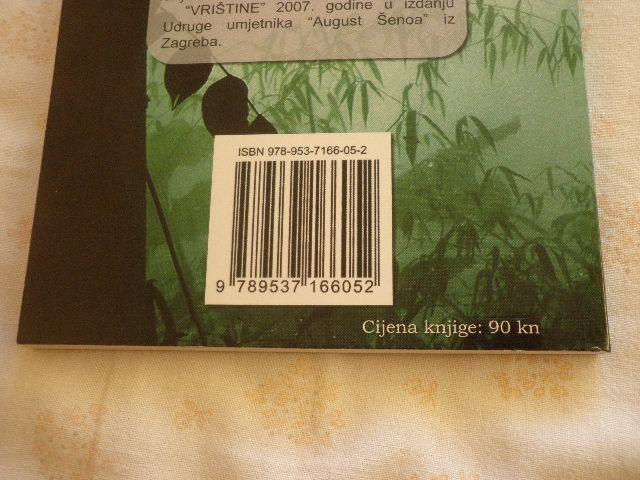 "VRIŠTINE" 2007. godine u izdanju
Udruge umjetnika "August Šenoa" iz
Zagreba.
ISBN 978-953-7166-05-2
9 789537 166052
Cijena knjige: 90 kn